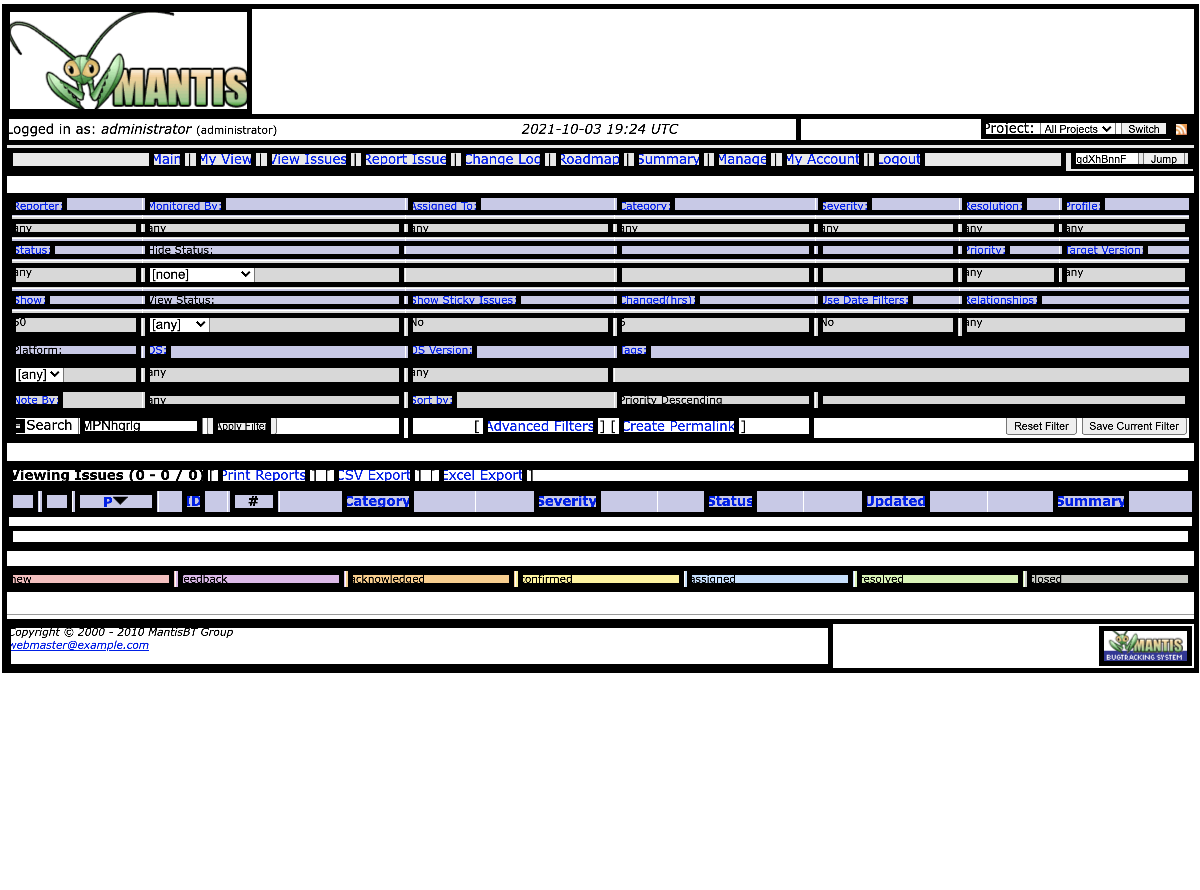 MANTIS
Logged in as: administrator (administrator) 2021-10-03 19:24 UTC Project: All Projects Switch
Main | My View | View Issues | Report Issue | Change Log | Roadmap | Summary | Manage | My Account | Logout gdXhBnnF Jump
Reporter: Monitored By: Assigned To: Category: Severity: Resolution: Profile:
any any any any any any any
Status: Hide Status: Priority: Target Version:
any [none] any any
Show: View Status: Show Sticky Issues: Changed(hrs): Use Date Filters: Relationships:
50 [any] No 6 No any
Platform: OS: OS Version: Tags:
[any] any any
Note By: any Sort by: Priority Descending
Search MPNhqrlg Apply Filter [ Advanced Filters ] [ Create Permalink ] Reset Filter Save Current Filter
Viewing Issues (0 - 0 / 0) [ Print Reports ] [ CSV Export ] [ Excel Export ]
P ID # Category Severity Status Updated Summary
new feedback acknowledged confirmed assigned resolved closed
Copyright © 2000 - 2010 MantisBT Group
webmaster@example.com
MANTIS
BUGTRACKING SYSTEM